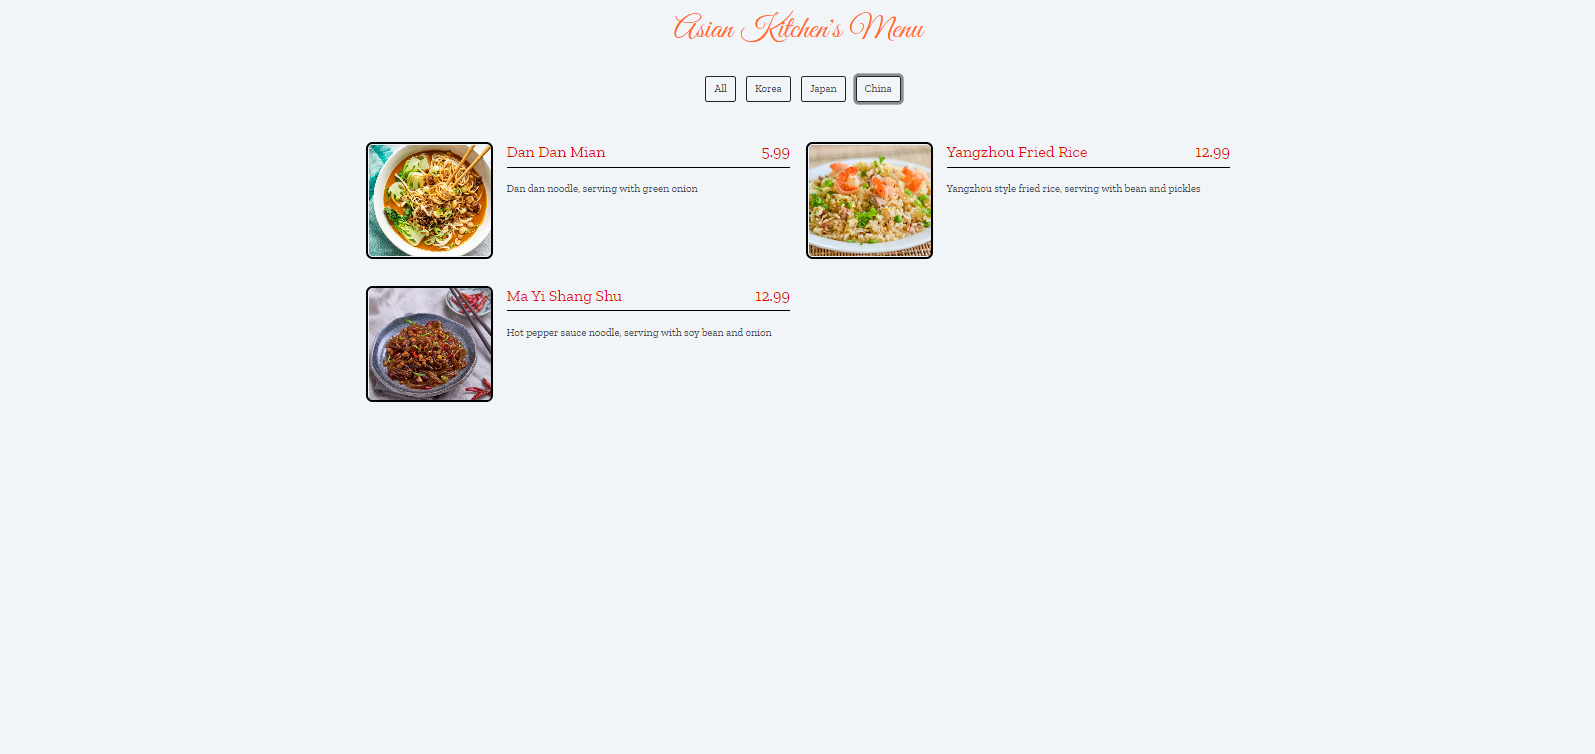 Asian Kitchen's Menu
All Korea Japan China
Dan Dan Mian 5.99
Dan dan noodle, serving with green onion
Yangzhou Fried Rice 12.99
Yangzhou style fried rice, serving with bean and pickles
Ma Yi Shang Shu 12.99
Hot pepper sauce noodle, serving with soy bean and onion